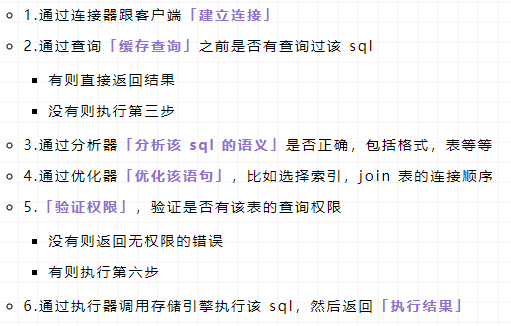 1.通过连接器跟客户端「建立连接」
2.通过查询「缓存查询」之前是否有查询过该 sql
有则直接返回结果
没有则执行第三步
3.通过分析器「分析该 sql 的语义」是否正确，包括格式，表等等
4.通过优化器「优化该语句」，比如选择索引，join 表的连接顺序
5.「验证权限」，验证是否有该表的查询权限
没有则返回无权限的错误
有则执行第六步
6.通过执行器调用存储引擎执行该 sql，然后返回「执行结果」